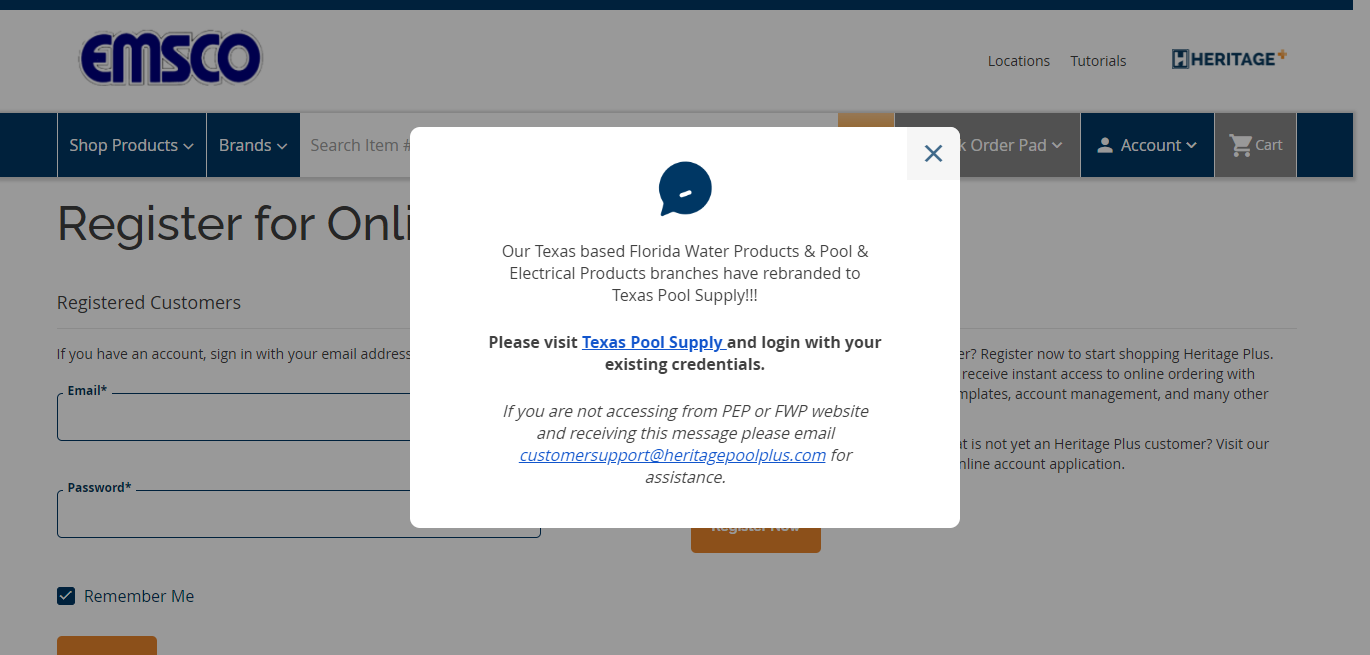 EMSCO
Locations
Tutorials
HERITAGE+
Shop Products
Brands
Search Item #
Order Pad
Account
Cart
Register for Onli
Our Texas based Florida Water Products & Pool &
Electrical Products branches have rebranded to
Texas Pool Supply!!!
Please visit Texas Pool Supply and login with your
existing credentials.
If you are not accessing from PEP or FWP website
and receiving this message please email
customersupport@heritagepoolplus.com for
assistance.
Registered Customers
If you have an account, sign in with your email address
Email*
Password*
Remember Me
er? Register now to start shopping Heritage Plus.
receive instant access to online ordering with
mplates, account management, and many other
at is not yet an Heritage Plus customer? Visit our
nline account application.
Register Now